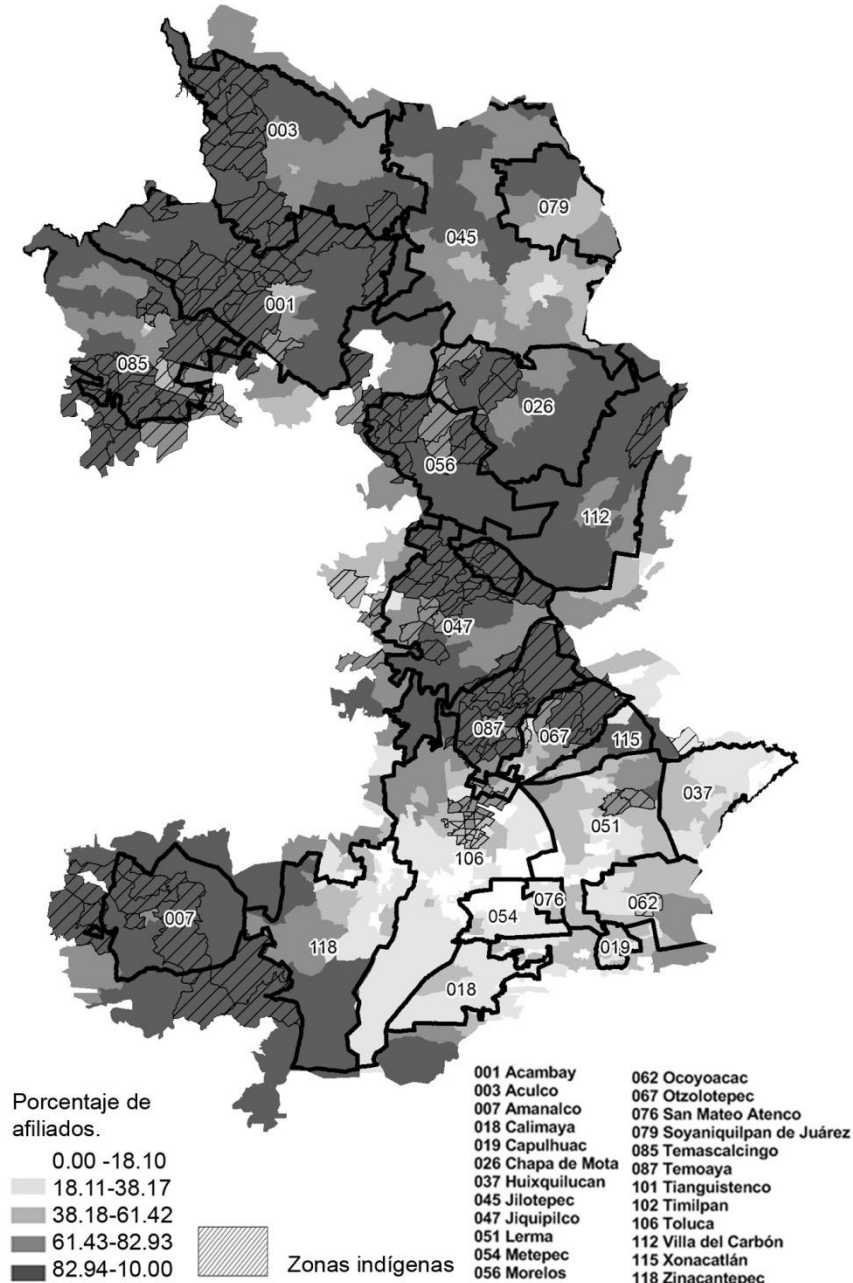 003
079
045
001
085
026
056
112
047
087
067
115
037
051
106
062
076
054
007
118
019
018
Porcentaje de
afiliados.
0.00 -18.10
18.11-38.17
38.18-61.42
61.43-82.93
82.94-10.00
Zonas indígenas
001 Acambay
003 Aculco
007 Amanalco
018 Calimaya
019 Capulhuac
026 Chapa de Mota
037 Huixquilucan
045 Jilotepec
047 Jiquipilco
051 Lerma
054 Metepec
056 Morelos
062 Ocoyoacac
067 Otzolotepec
076 San Mateo Atenco
079 Soyaniquilpan de Juárez
085 Temascalcingo
087 Temoaya
101 Tianguistenco
102 Timilpan
106 Toluca
112 Villa del Carbón
115 Xonacatlán
118 Zinacantepec